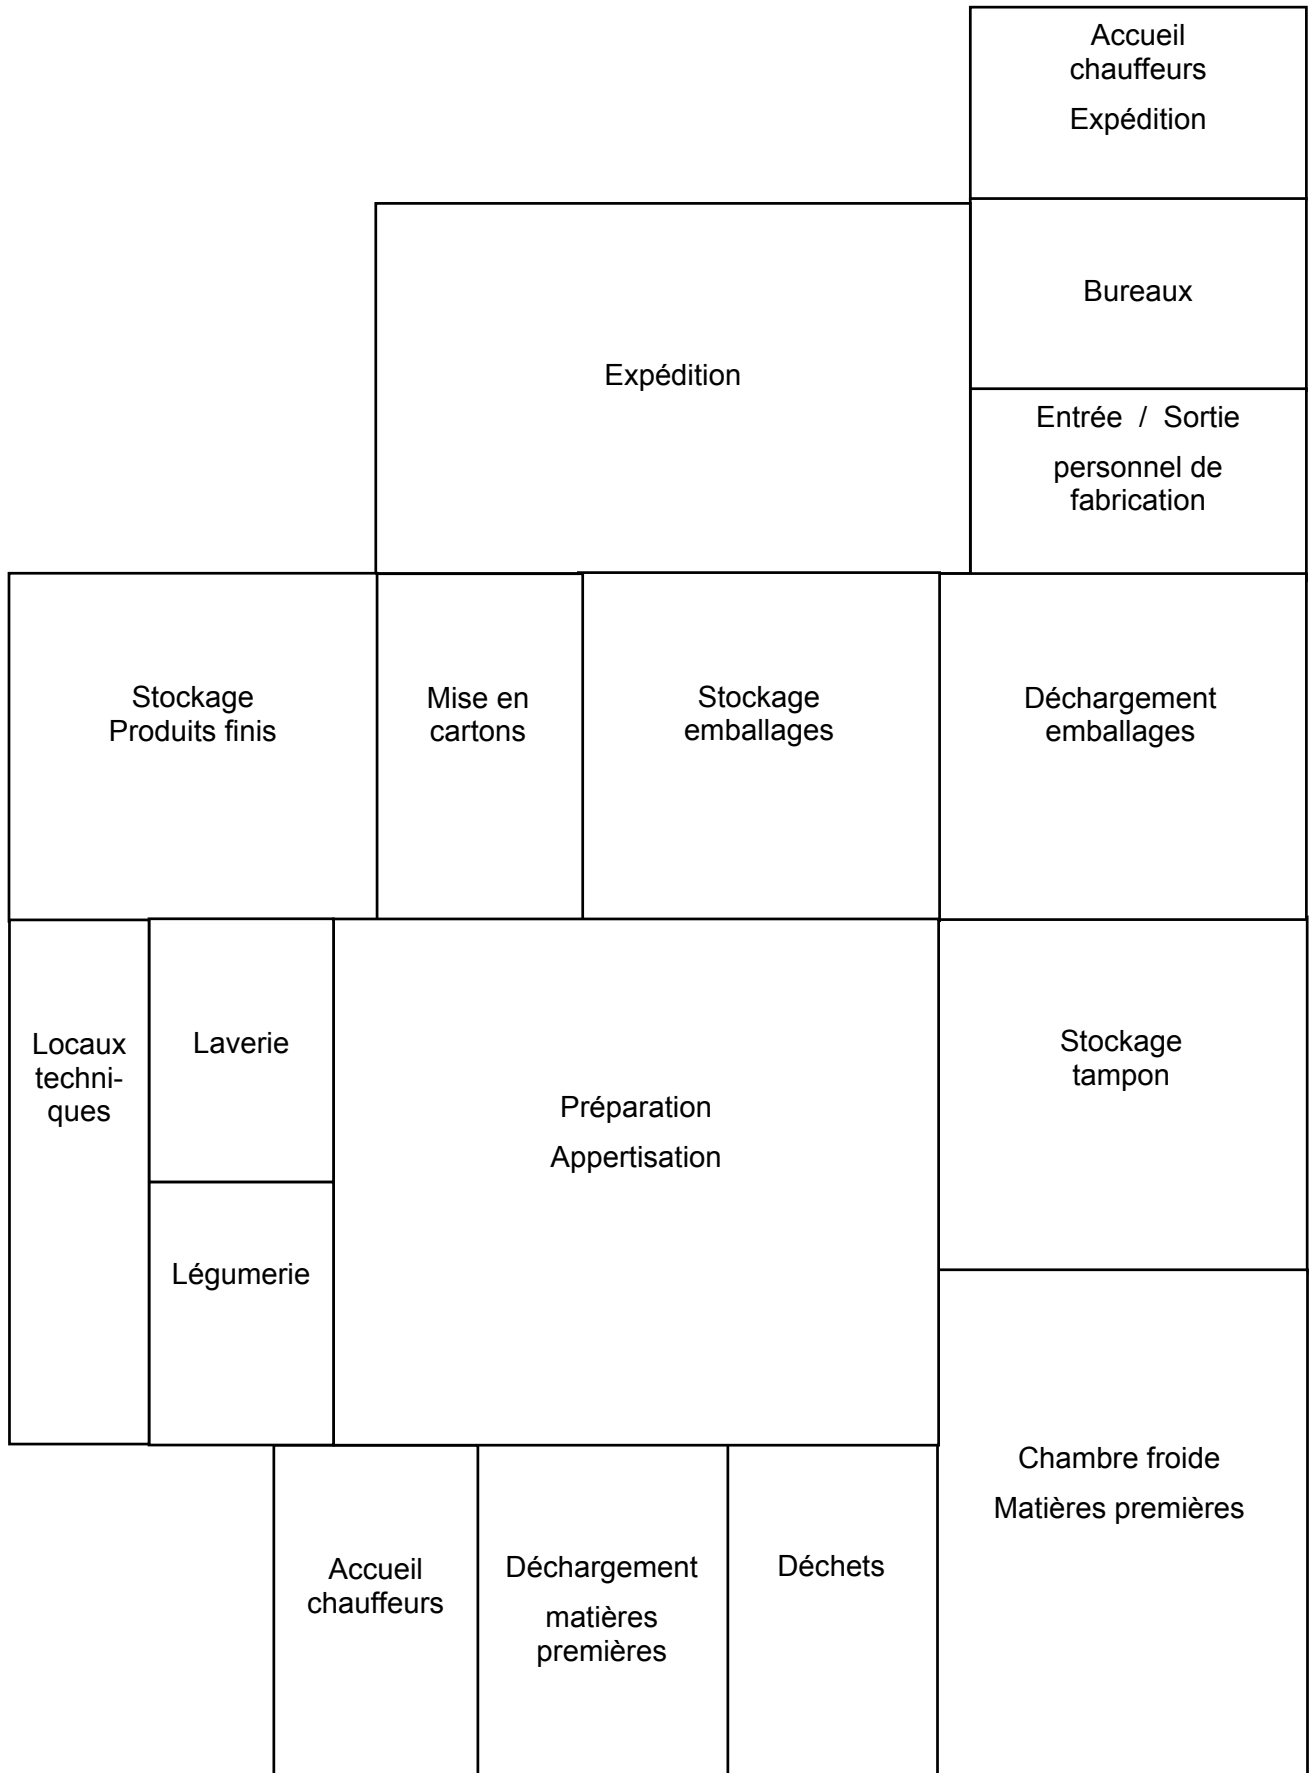 Accueil
chauffeurs
Expédition
Bureaux
Expédition
Entrée / Sortie
personnel de
fabrication
Stockage
Produits finis
Mise en
cartons
Stockage
emballages
Déchargement
emballages
Locaux
techni-
ques
Laverie
Préparation
Appertisation
Stockage
tampon
Légumerie
Chambre froide
Matières premières
Accueil
chauffeurs
Déchargement
matières
premières
Déchets